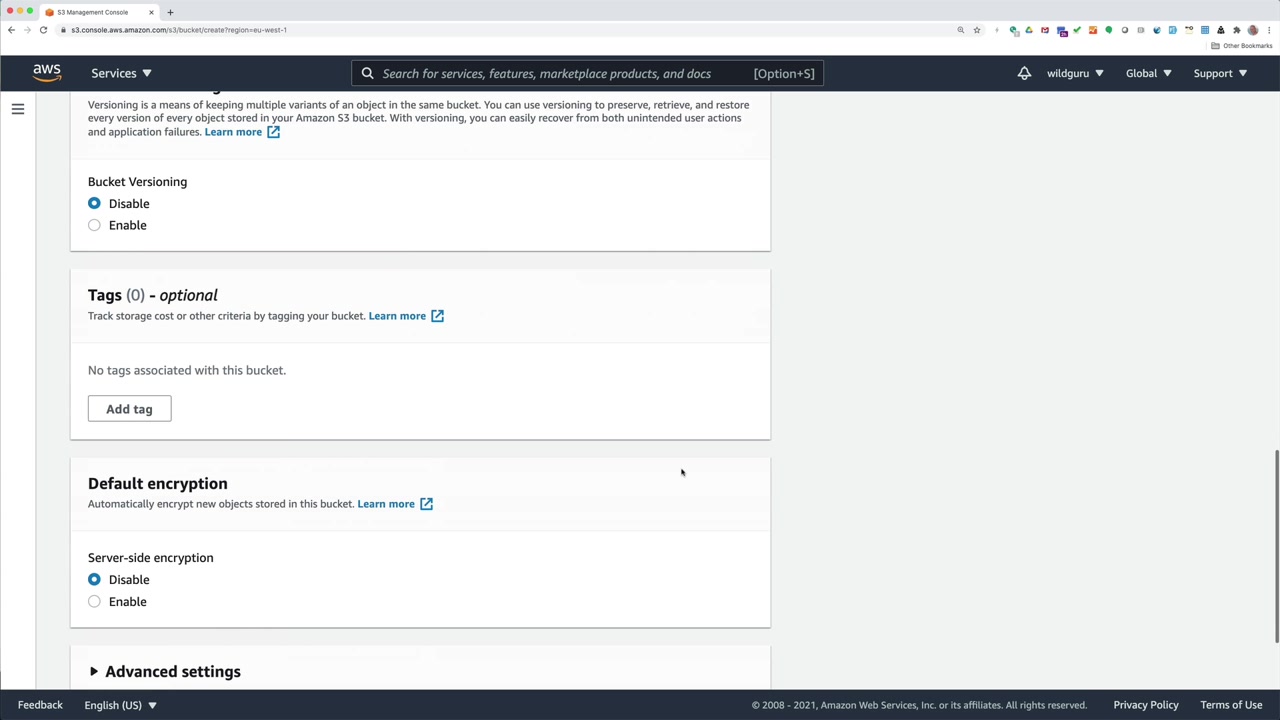 S3 Management Console
s3.console.aws.amazon.com/s3/bucket/create?region=eu-west-1
Other Bookmarks
aws
Services
Search for services, features, marketplace products, and docs
[Option+S]
wildguru
Global
Support
Versioning is a means of keeping multiple variants of an object in the same bucket. You can use versioning to preserve, retrieve, and restore
every version of every object stored in your Amazon S3 bucket. With versioning, you can easily recover from both unintended user actions
and application failures. Learn more
Bucket Versioning
Disable
Enable
Tags (0) - optional
Track storage cost or other criteria by tagging your bucket. Learn more
No tags associated with this bucket.
Add tag
Default encryption
Automatically encrypt new objects stored in this bucket. Learn more
Server-side encryption
Disable
Enable
Advanced settings
Feedback
English (US)
© 2008 - 2021, Amazon Web Services, Inc. or its affiliates. All rights reserved.
Privacy Policy
Terms of Use